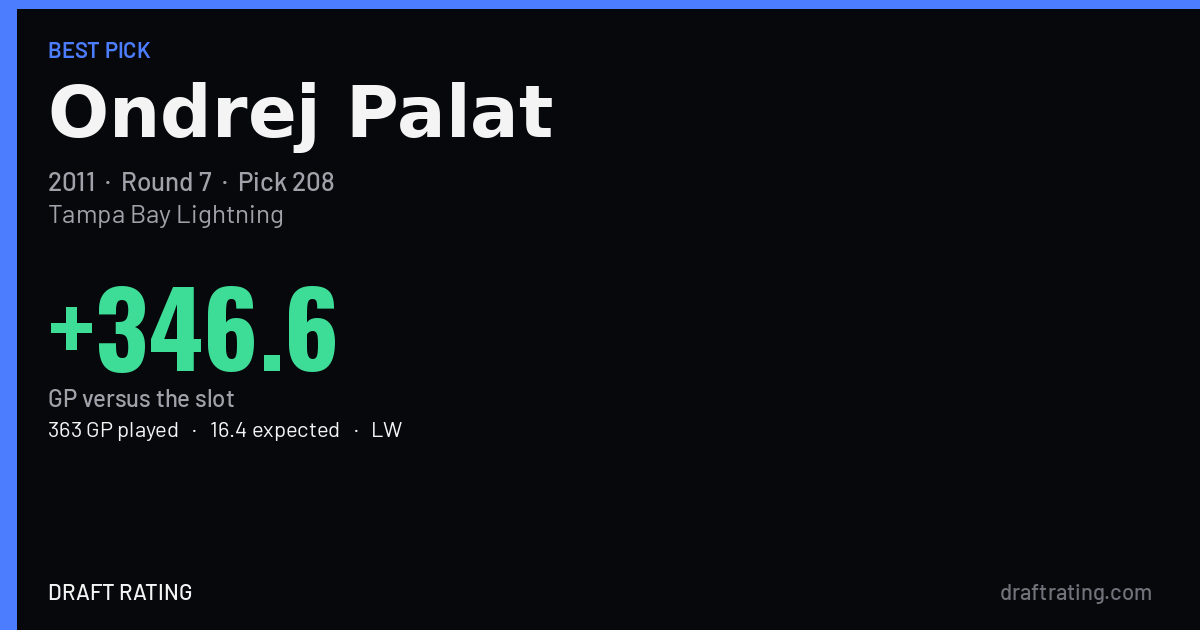 BEST PICK
Ondrej Palat
2011 · Round 7 · Pick 208
Tampa Bay Lightning
+346.6
GP versus the slot
363 GP played · 16.4 expected · LW
DRAFT RATING
draftrating.com